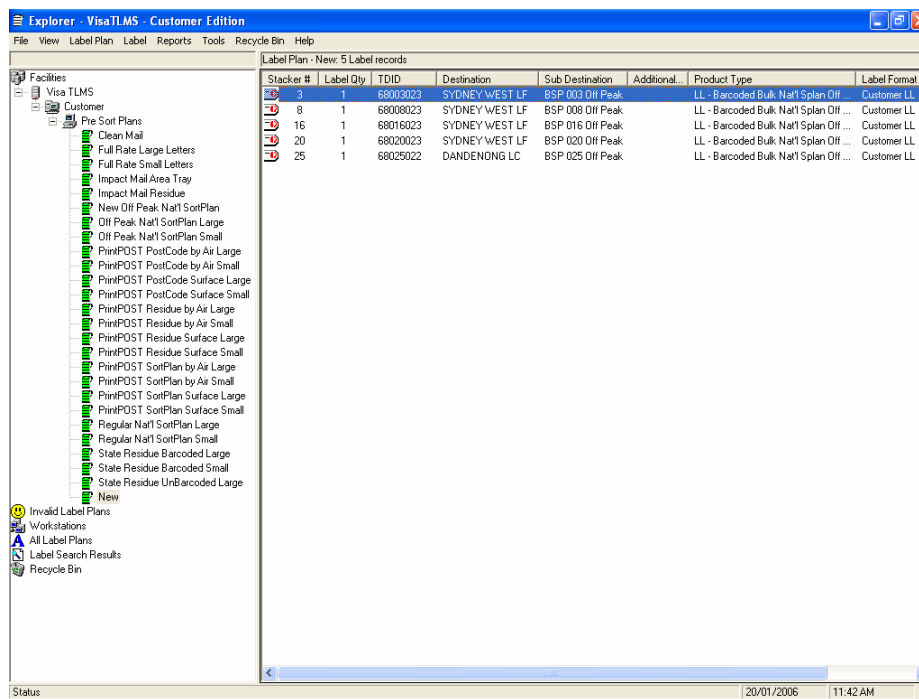 Explorer - VisaTLMS - Customer Edition
File View Label Plan Label Reports Tools Recycle Bin Help
Label Plan - New: 5 Label records
Facilities
Visa TLMS
Customer
Pre Sort Plans
Clean Mail
Full Rate Large Letters
Full Rate Small Letters
Impact Mail Area Tray
Impact Mail Residue
New Off Peak Nat'l SortPlan
Off Peak Nat'l SortPlan Large
Off Peak Nat'l SortPlan Small
PrintPOST PostCode by Air Large
PrintPOST PostCode by Air Small
PrintPOST PostCode Surface Large
PrintPOST PostCode Surface Small
PrintPOST Residue by Air Large
PrintPOST Residue by Air Small
PrintPOST Residue Surface Large
PrintPOST Residue Surface Small
PrintPOST SortPlan by Air Large
PrintPOST SortPlan by Air Small
PrintPOST SortPlan Surface Large
PrintPOST SortPlan Surface Small
Regular Nat'l SortPlan Large
Regular Nat'l SortPlan Small
State Residue Barcoded Large
State Residue Barcoded Small
State Residue UnBarcoded Large
New
Invalid Label Plans
Workstations
All Label Plans
Label Search Results
Recycle Bin
Stacker # Label Qty TDID Destination Sub Destination Additional... Product Type Label Format
3 1 68003023 SYDNEY WEST LF BSP 003 Off Peak LL - Barcoded Bulk Nat'l Splan Off ... Customer LL
8 1 68008023 SYDNEY WEST LF BSP 008 Off Peak LL - Barcoded Bulk Nat'l Splan Off ... Customer LL
16 1 68016023 SYDNEY WEST LF BSP 016 Off Peak LL - Barcoded Bulk Nat'l Splan Off ... Customer LL
20 1 68020023 SYDNEY WEST LF BSP 020 Off Peak LL - Barcoded Bulk Nat'l Splan Off ... Customer LL
25 1 68025022 DANDENONG LC BSP 025 Off Peak LL - Barcoded Bulk Nat'l Splan Off ... Customer LL
Status 20/01/2006 11:42 AM